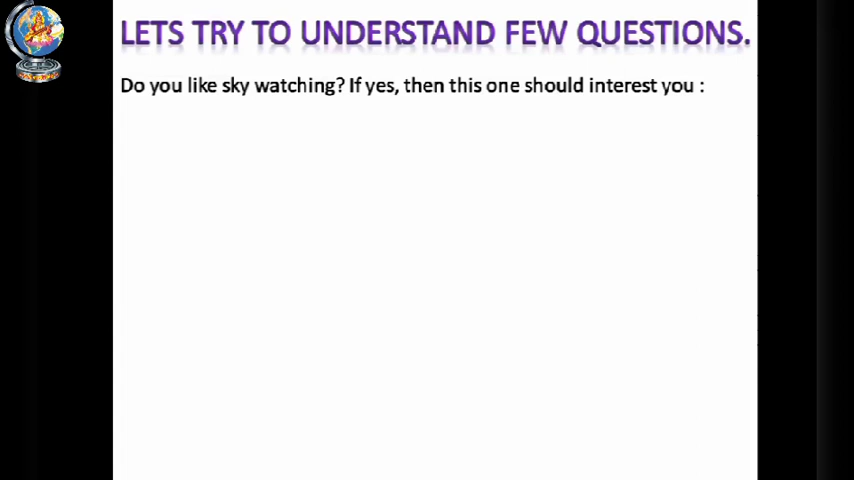 LETS TRY TO UNDERSTAND FEW QUESTIONS.
Do you like sky watching? If yes, then this one should interest you :